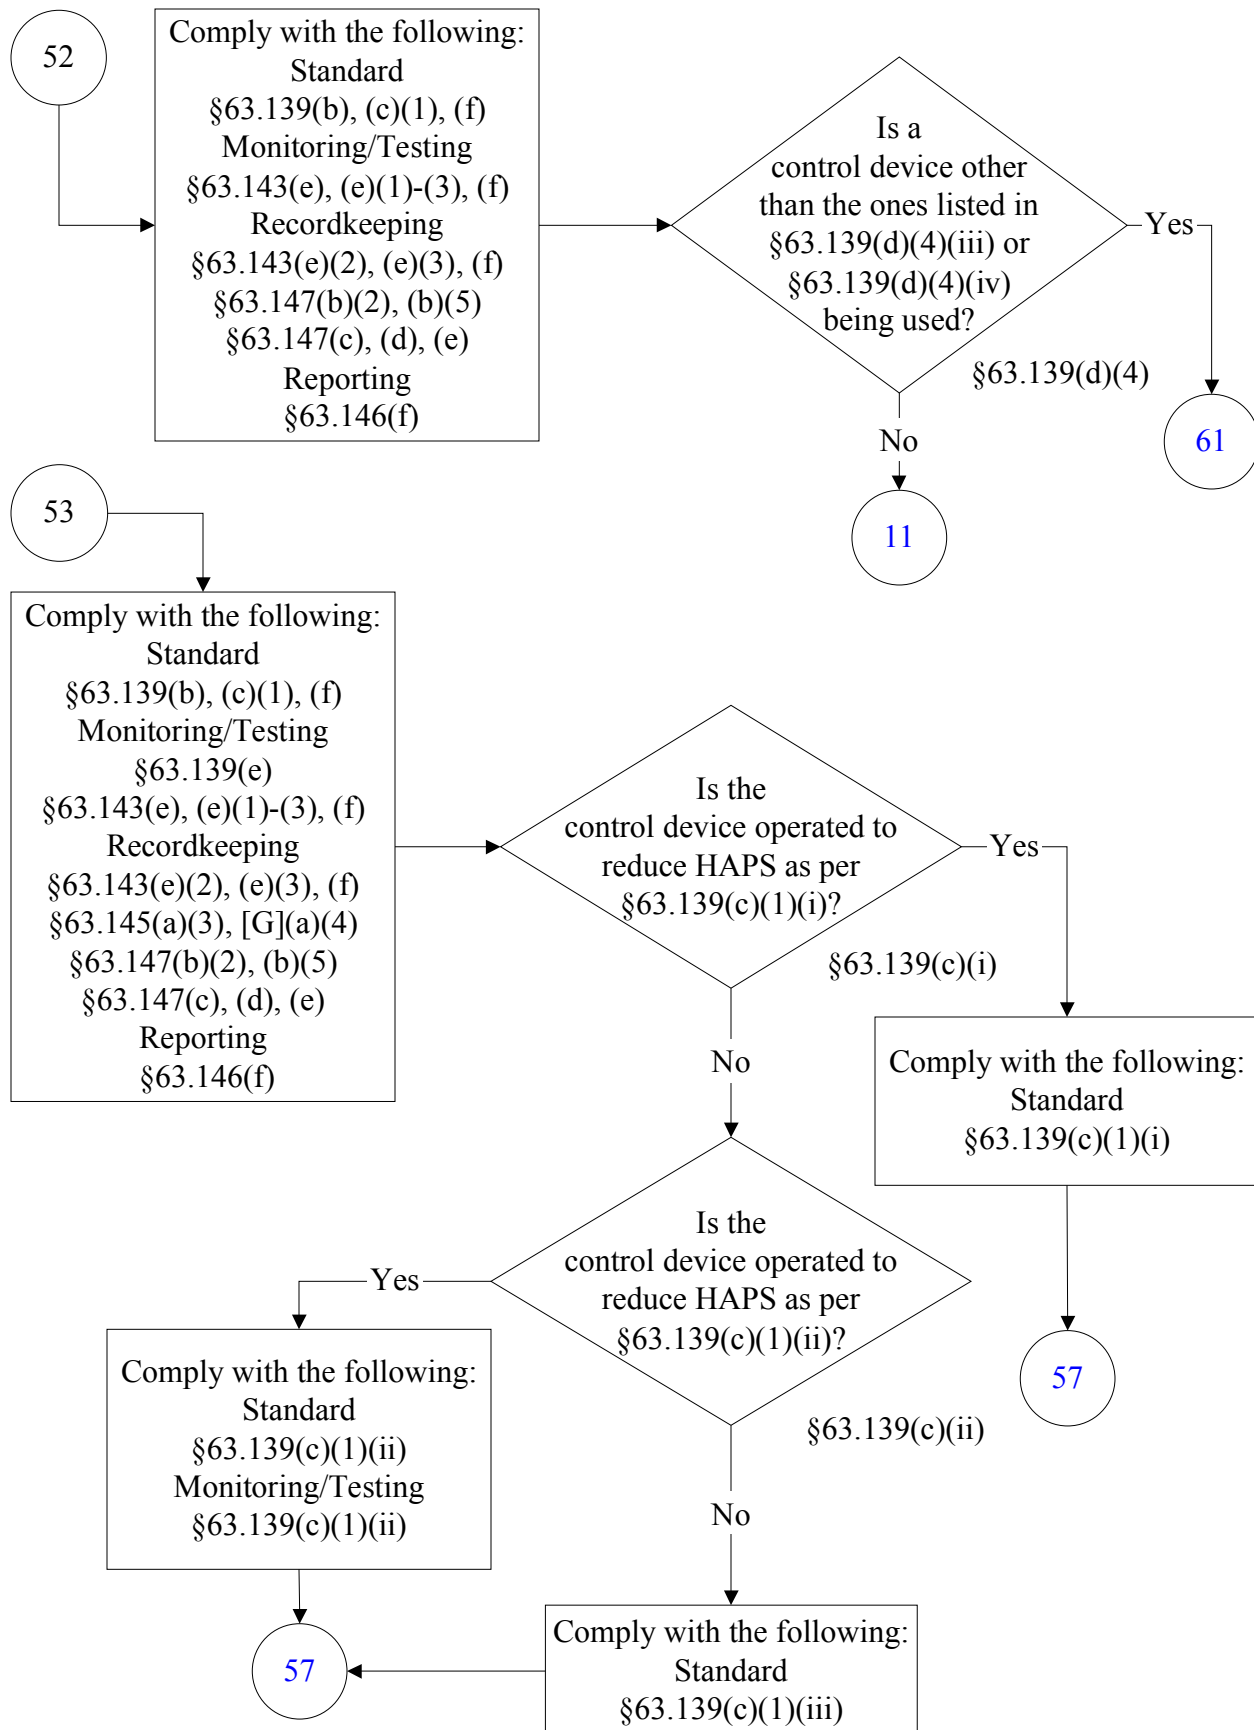 52
Comply with the following:
Standard
§63.139(b), (c)(1), (f)
Monitoring/Testing
§63.143(e), (e)(1)-(3), (f)
Recordkeeping
§63.143(e)(2), (e)(3), (f)
§63.147(b)(2), (b)(5)
§63.147(c), (d), (e)
Reporting
§63.146(f)
Is a
control device other
than the ones listed in
§63.139(d)(4)(iii) or
§63.139(d)(4)(iv)
being used?
Yes
§63.139(d)(4)
61
No
11
53
Comply with the following:
Standard
§63.139(b), (c)(1), (f)
Monitoring/Testing
§63.139(e)
§63.143(e), (e)(1)-(3), (f)
Recordkeeping
§63.143(e)(2), (e)(3), (f)
§63.145(a)(3), [G](a)(4)
§63.147(b)(2), (b)(5)
§63.147(c), (d), (e)
Reporting
§63.146(f)
Is the
control device operated to
reduce HAPS as per
§63.139(c)(1)(i)?
Yes
§63.139(c)(i)
Comply with the following:
Standard
§63.139(c)(1)(i)
57
No
Is the
control device operated to
reduce HAPS as per
§63.139(c)(1)(ii)?
Yes
§63.139(c)(ii)
Comply with the following:
Standard
§63.139(c)(1)(ii)
Monitoring/Testing
§63.139(c)(1)(ii)
No
57
Comply with the following:
Standard
§63.139(c)(1)(iii)